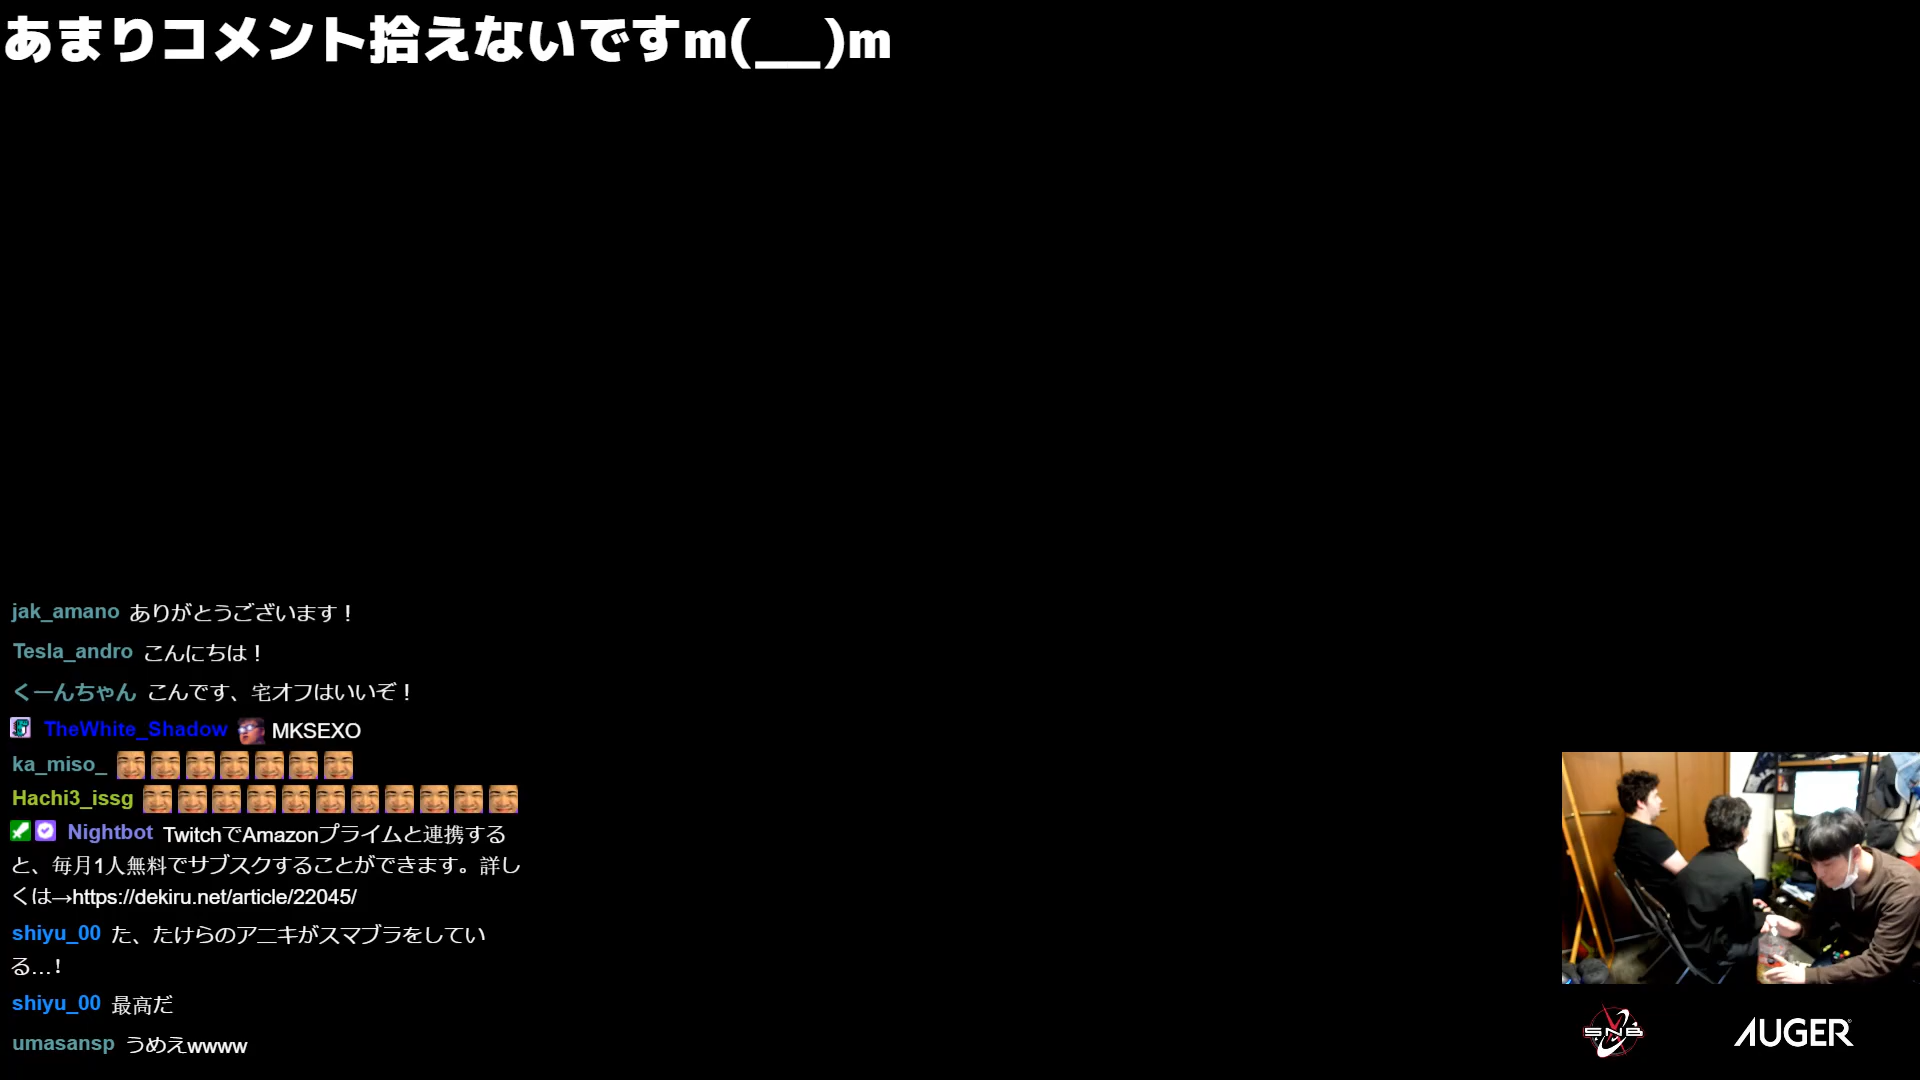 あまりコメント拾えないですm(__)m
jak_amano ありがとうございます！
Tesla_andro こんにちは！
くーんちゃん こんです、宅オフはいいぞ！
TheWhite_Shadow MKSEXO
ka_miso_
Hachi3_issg
Nightbot TwitchでAmazonプライムと連携する
と、毎月1人無料でサブスクすることができます。詳し
くは→https://dekiru.net/article/22045/
shiyu_00 た、たけらのアニキがスマブラをしてい
る...！
shiyu_00 最高だ
umasansp うめえwwww
SNB
AUGER